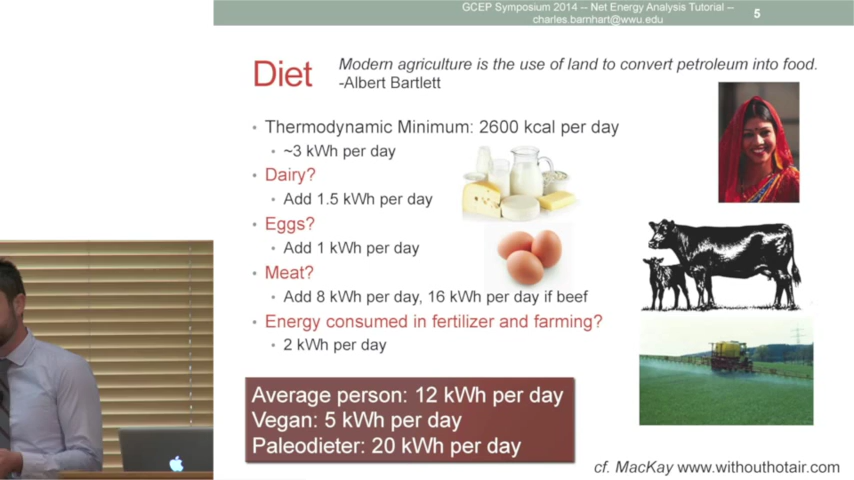 GCEP Symposium 2014 -- Net Energy Analysis Tutorial --
charles.barnhart@wwu.edu
5
Diet
Modern agriculture is the use of land to convert petroleum into food.
-Albert Bartlett
• Thermodynamic Minimum: 2600 kcal per day
• ~3 kWh per day
• Dairy?
• Add 1.5 kWh per day
• Eggs?
• Add 1 kWh per day
• Meat?
• Add 8 kWh per day, 16 kWh per day if beef
• Energy consumed in fertilizer and farming?
• 2 kWh per day
Average person: 12 kWh per day
Vegan: 5 kWh per day
Paleodieter: 20 kWh per day
cf. MacKay www.withouthotair.com